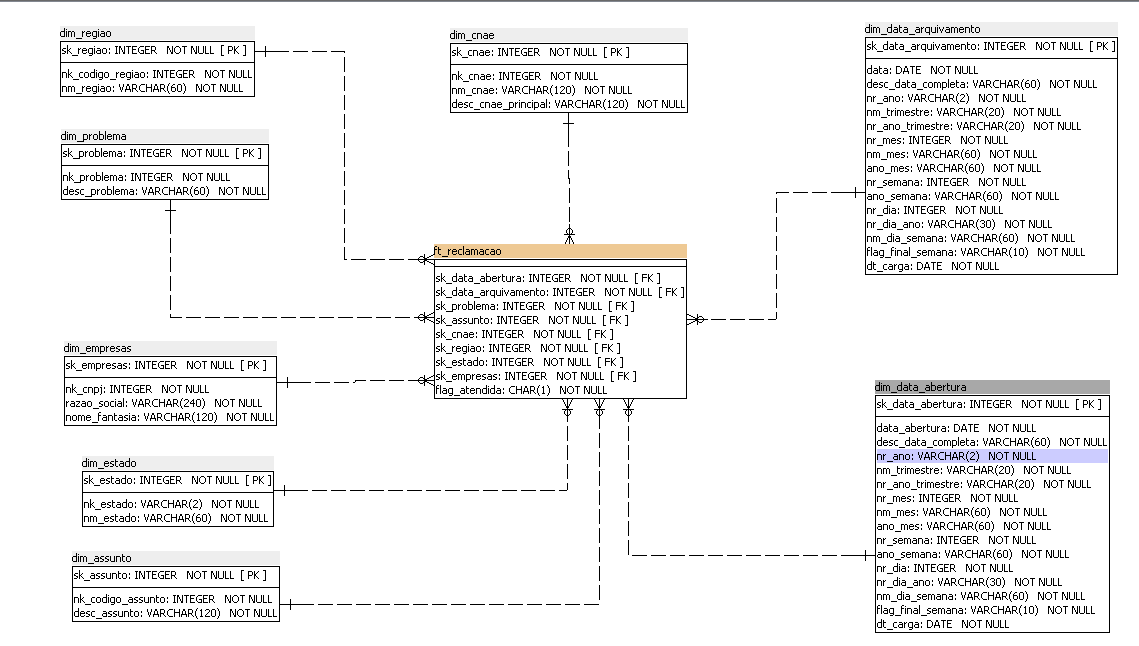 dim_regiao
sk_regiao: INTEGER NOT NULL [ PK ]
nk_codigo_regiao: INTEGER NOT NULL
nm_regiao: VARCHAR(60) NOT NULL
dim_problema
sk_problema: INTEGER NOT NULL [ PK ]
nk_problema: INTEGER NOT NULL
desc_problema: VARCHAR(60) NOT NULL
dim_empresas
sk_empresas: INTEGER NOT NULL [ PK ]
nk_cnpj: INTEGER NOT NULL
razao_social: VARCHAR(240) NOT NULL
nome_fantasia: VARCHAR(120) NOT NULL
dim_estado
sk_estado: INTEGER NOT NULL [ PK ]
nk_estado: VARCHAR(2) NOT NULL
nm_estado: VARCHAR(60) NOT NULL
dim_assunto
sk_assunto: INTEGER NOT NULL [ PK ]
nk_codigo_assunto: INTEGER NOT NULL
desc_assunto: VARCHAR(120) NOT NULL
dim_cnae
sk_cnae: INTEGER NOT NULL [ PK ]
nk_cnae: INTEGER NOT NULL
nm_cnae: VARCHAR(120) NOT NULL
desc_cnae_principal: VARCHAR(120) NOT NULL
ft_reclamacao
sk_data_abertura: INTEGER NOT NULL [ FK ]
sk_data_arquivamento: INTEGER NOT NULL [ FK ]
sk_problema: INTEGER NOT NULL [ FK ]
sk_assunto: INTEGER NOT NULL [ FK ]
sk_cnae: INTEGER NOT NULL [ FK ]
sk_regiao: INTEGER NOT NULL [ FK ]
sk_estado: INTEGER NOT NULL [ FK ]
sk_empresas: INTEGER NOT NULL [ FK ]
flag_atendida: CHAR(1) NOT NULL
dim_data_arquivamento
sk_data_arquivamento: INTEGER NOT NULL [ PK ]
data: DATE NOT NULL
desc_data_completa: VARCHAR(60) NOT NULL
nr_ano: VARCHAR(2) NOT NULL
nm_trimestre: VARCHAR(20) NOT NULL
nr_ano_trimestre: VARCHAR(20) NOT NULL
nr_mes: INTEGER NOT NULL
nm_mes: VARCHAR(60) NOT NULL
ano_mes: VARCHAR(60) NOT NULL
nr_semana: INTEGER NOT NULL
ano_semana: VARCHAR(60) NOT NULL
nr_dia: INTEGER NOT NULL
nr_dia_ano: VARCHAR(30) NOT NULL
nm_dia_semana: VARCHAR(60) NOT NULL
flag_final_semana: VARCHAR(10) NOT NULL
dt_carga: DATE NOT NULL
dim_data_abertura
sk_data_abertura: INTEGER NOT NULL [ PK ]
data_abertura: DATE NOT NULL
desc_data_completa: VARCHAR(60) NOT NULL
nr_ano: VARCHAR(2) NOT NULL
nm_trimestre: VARCHAR(20) NOT NULL
nr_ano_trimestre: VARCHAR(20) NOT NULL
nr_mes: INTEGER NOT NULL
nm_mes: VARCHAR(60) NOT NULL
ano_mes: VARCHAR(60) NOT NULL
nr_semana: INTEGER NOT NULL
ano_semana: VARCHAR(60) NOT NULL
nr_dia: INTEGER NOT NULL
nr_dia_ano: VARCHAR(30) NOT NULL
nm_dia_semana: VARCHAR(60) NOT NULL
flag_final_semana: VARCHAR(10) NOT NULL
dt_carga: DATE NOT NULL